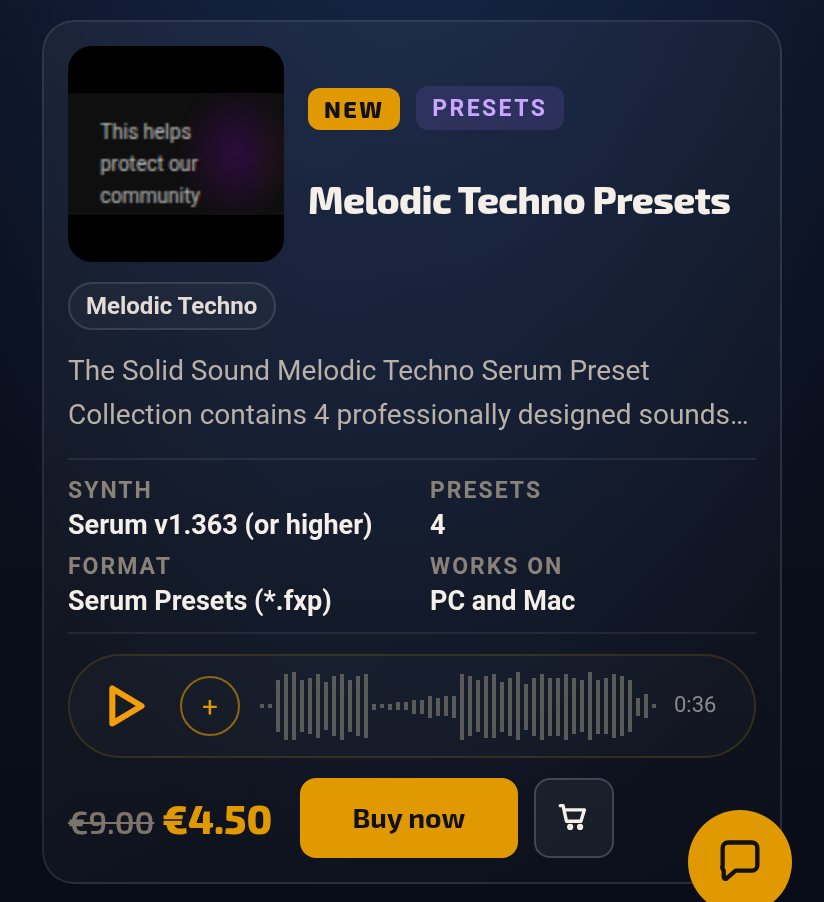 This helps
protect our
community
NEW
PRESETS
Melodic Techno Presets
Melodic Techno
The Solid Sound Melodic Techno Serum Preset
Collection contains 4 professionally designed sounds...
SYNTH
PRESETS
Serum v1.363 (or higher)
4
FORMAT
WORKS ON
Serum Presets (*.fxp)
PC and Mac
+
0:36
€9.00 €4.50
Buy now